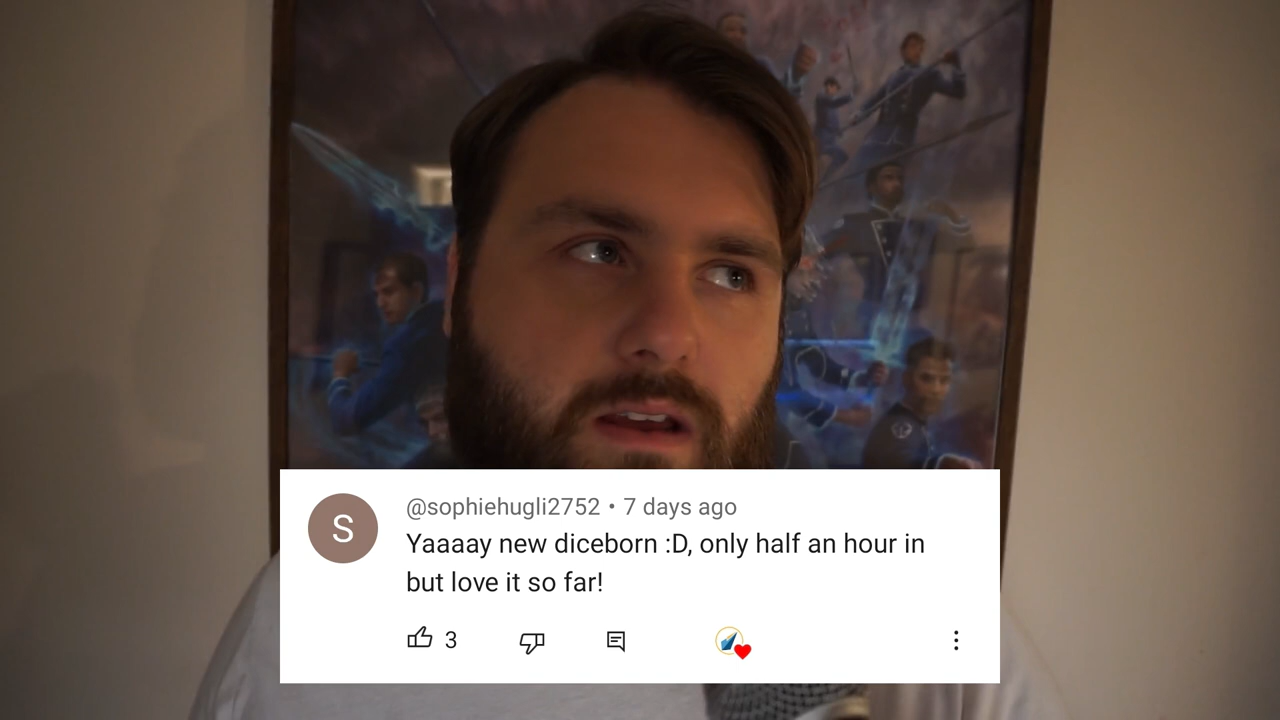 S
@sophiehugli2752 • 7 days ago
Yaaaay new diceborn :D, only half an hour in
but love it so far!
3